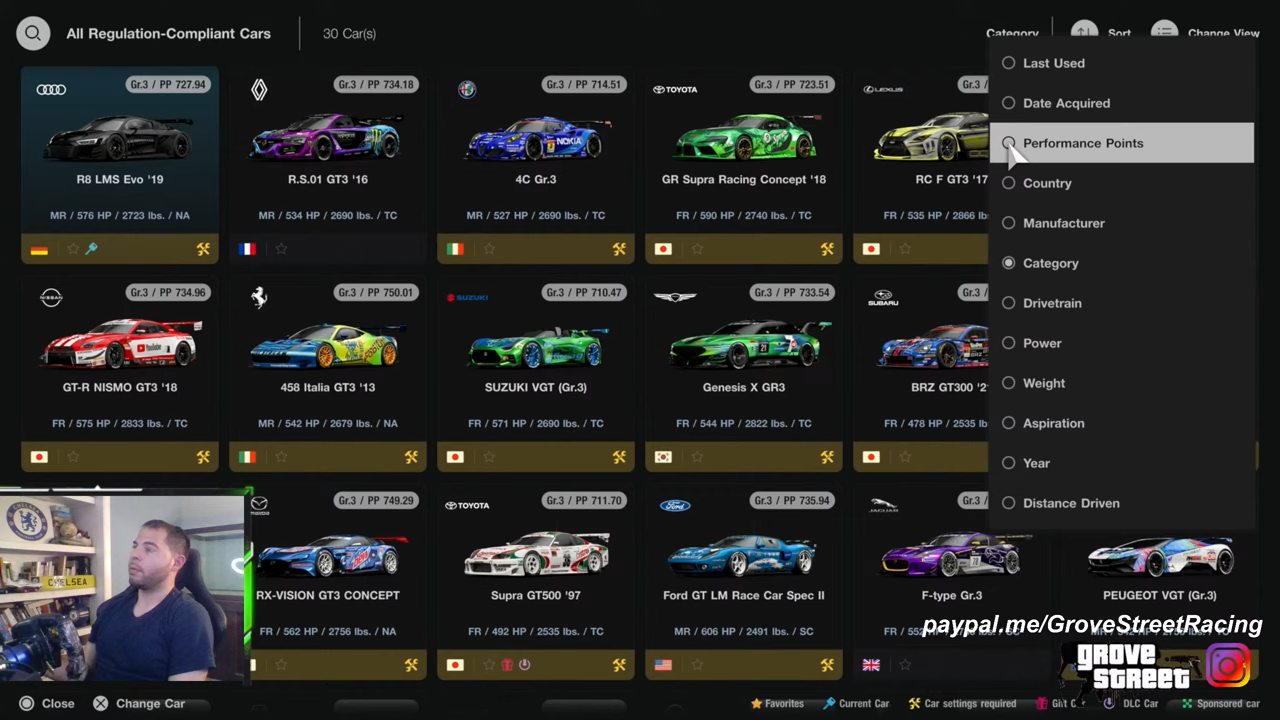 All Regulation-Compliant Cars
30 Car(s)
Category
Sort
Change View
Last Used
Date Acquired
Performance Points
Country
Manufacturer
Category
Drivetrain
Power
Weight
Aspiration
Year
Distance Driven
Gr.3 / PP 727.94
R8 LMS Evo '19
MR / 576 HP / 2723 lbs. / NA
Gr.3 / PP 734.18
R.S.01 GT3 '16
MR / 534 HP / 2690 lbs. / TC
Gr.3 / PP 714.51
4C Gr.3
MR / 527 HP / 2690 lbs. / TC
TOYOTA
Gr.3 / PP 723.51
GR Supra Racing Concept '18
FR / 590 HP / 2740 lbs. / TC
LEXUS
Gr.3
RC F GT3 '17
FR / 535 HP / 2866
NISSAN
Gr.3 / PP 734.96
GT-R NISMO GT3 '18
FR / 575 HP / 2833 lbs. / TC
Gr.3 / PP 750.01
458 Italia GT3 '13
MR / 542 HP / 2679 lbs. / NA
SUZUKI
Gr.3 / PP 710.47
SUZUKI VGT (Gr.3)
FR / 571 HP / 2690 lbs. / TC
Gr.3 / PP 733.54
Genesis X GR3
FR / 544 HP / 2822 lbs. / TC
SUBARU
Gr.3
BRZ GT300 '2
FR / 478 HP / 2535
mazda
Gr.3 / PP 749.29
RX-VISION GT3 CONCEPT
FR / 562 HP / 2756 lbs. / NA
TOYOTA
Gr.3 / PP 711.70
Supra GT500 '97
FR / 492 HP / 2535 lbs. / TC
Ford
Gr.3 / PP 735.94
Ford GT LM Race Car Spec II
MR / 606 HP / 2491 lbs. / SC
JAGUAR
Gr.3
F-type Gr.3
PEUGEOT VGT (Gr.3)
CHELSEA
paypal.me/GroveStreetRacing
grove
street
Close
Change Car
Favorites
Current Car
Car settings required
DLC Car
Sponsored car